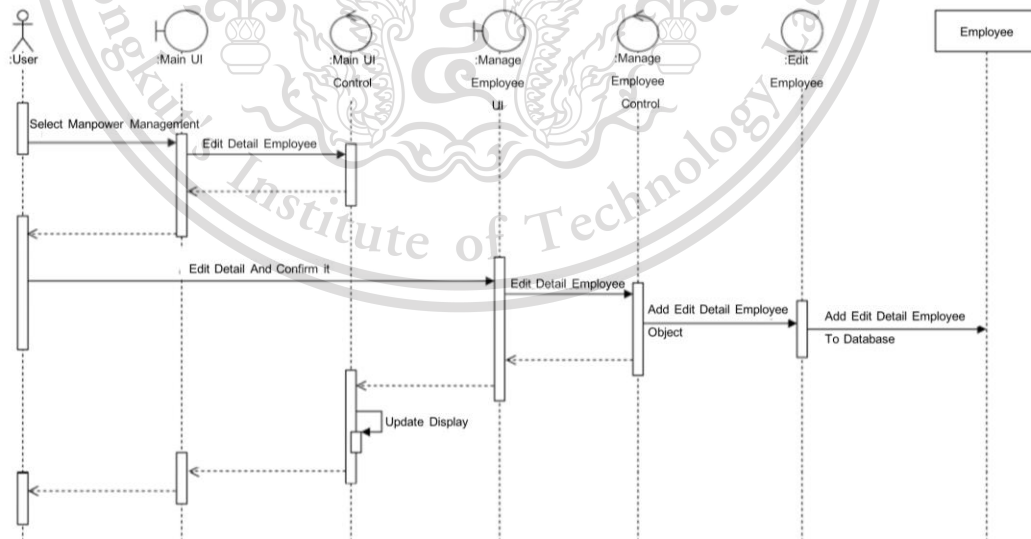 :User
:Main UI
:Main UI
Control
:Manage
Employee
UI
:Manage
Employee
Control
:Edit
Employee
Employee
Select Manpower Management
Edit Detail Employee
Edit Detail And Confirm it
Edit Detail Employee
Add Edit Detail Employee
Object
Add Edit Detail Employee
To Database
Update Display
Institute of Technology